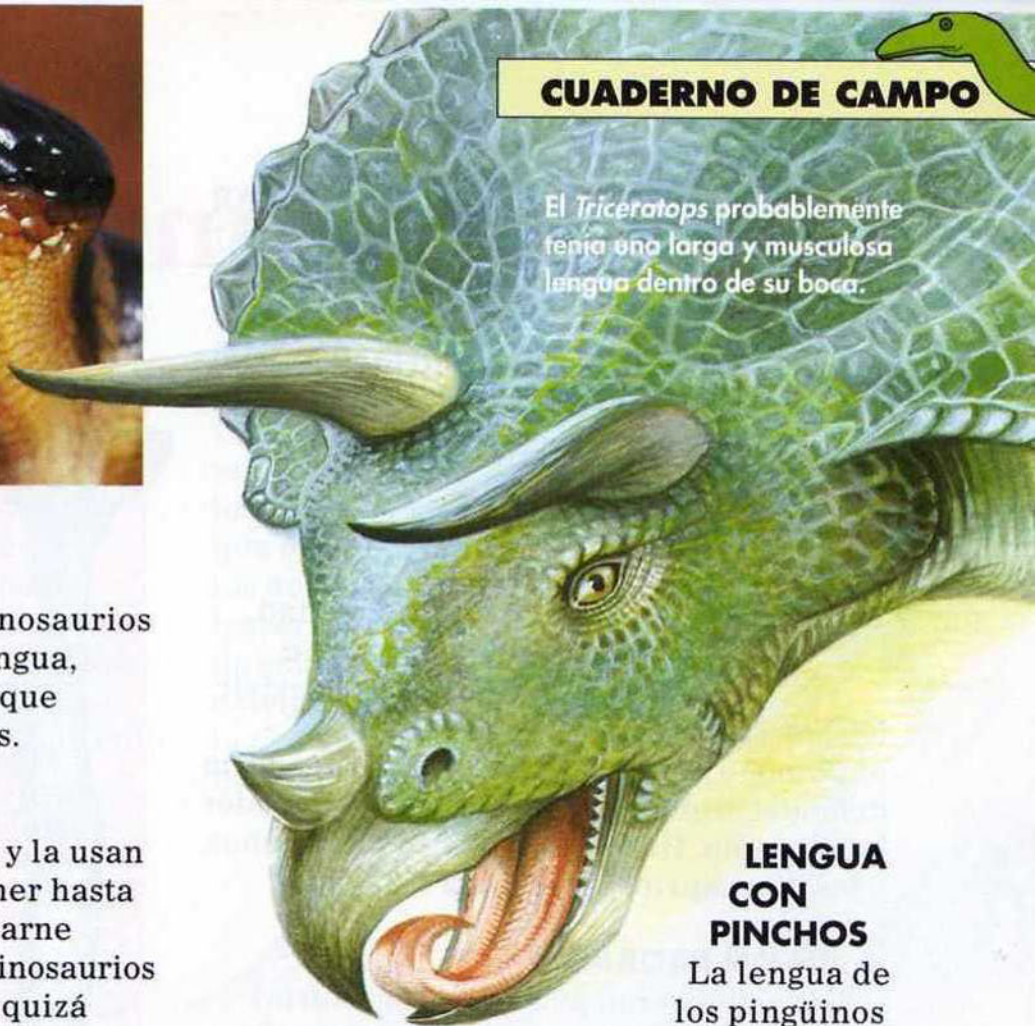 CUADERNO DE CAMPO
El Triceratops probablemente
tenía una larga y musculosa
lengua dentro de su boca.
nosaurios
ngua,
que
s.
y la usan
ner hasta
arne
inosaurios
quizá
LENGUA
CON
PINCHOS
La lengua de
los pingüinos